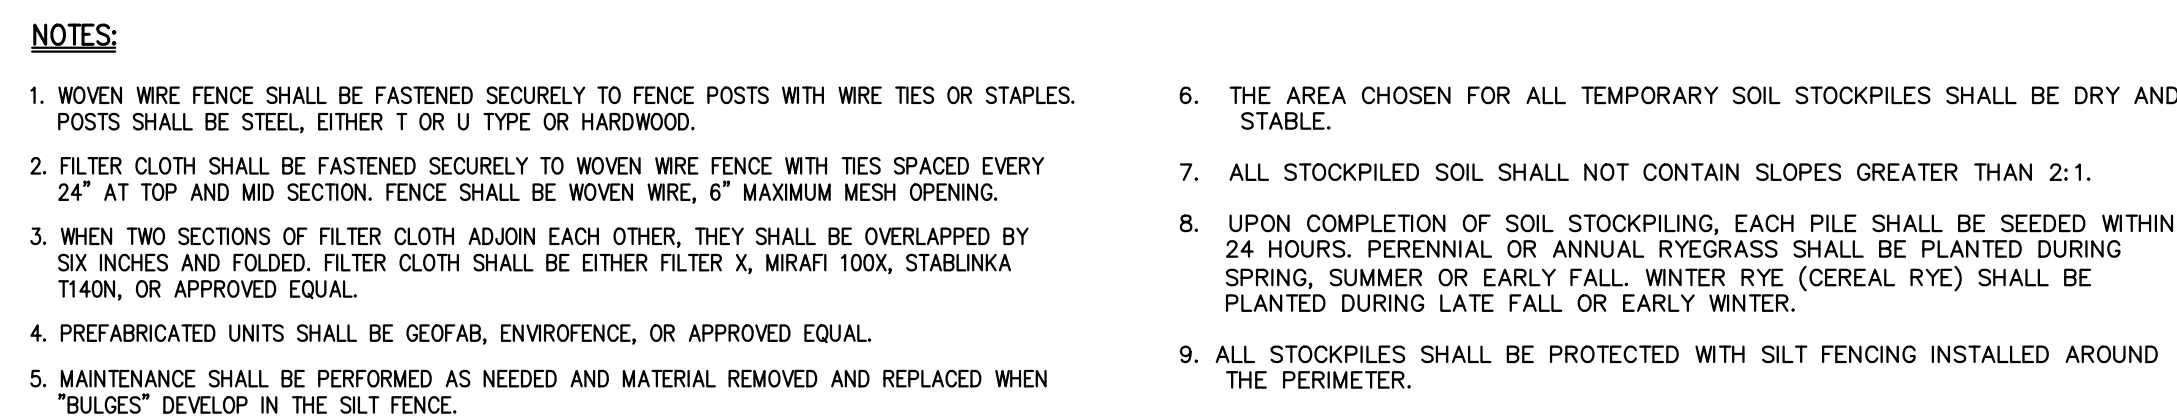 NOTES:
1. WOVEN WIRE FENCE SHALL BE FASTENED SECURELY TO FENCE POSTS WITH WIRE TIES OR STAPLES.
POSTS SHALL BE STEEL, EITHER T OR U TYPE OR HARDWOOD.
2. FILTER CLOTH SHALL BE FASTENED SECURELY TO WOVEN WIRE FENCE WITH TIES SPACED EVERY
24" AT TOP AND MID SECTION. FENCE SHALL BE WOVEN WIRE, 6" MAXIMUM MESH OPENING.
3. WHEN TWO SECTIONS OF FILTER CLOTH ADJOIN EACH OTHER, THEY SHALL BE OVERLAPPED BY
SIX INCHES AND FOLDED. FILTER CLOTH SHALL BE EITHER FILTER X, MIRAFI 100X, STABLINKA
T140N, OR APPROVED EQUAL.
4. PREFABRICATED UNITS SHALL BE GEOFAB, ENVIROFENCE, OR APPROVED EQUAL.
5. MAINTENANCE SHALL BE PERFORMED AS NEEDED AND MATERIAL REMOVED AND REPLACED WHEN
"BULGES" DEVELOP IN THE SILT FENCE.
6. THE AREA CHOSEN FOR ALL TEMPORARY SOIL STOCKPILES SHALL BE DRY AND
STABLE.
7. ALL STOCKPILED SOIL SHALL NOT CONTAIN SLOPES GREATER THAN 2:1.
8. UPON COMPLETION OF SOIL STOCKPILING, EACH PILE SHALL BE SEEDED WITHIN
24 HOURS. PERENNIAL OR ANNUAL RYEGRASS SHALL BE PLANTED DURING
SPRING, SUMMER OR EARLY FALL. WINTER RYE (CEREAL RYE) SHALL BE
PLANTED DURING LATE FALL OR EARLY WINTER.
9. ALL STOCKPILES SHALL BE PROTECTED WITH SILT FENCING INSTALLED AROUND
THE PERIMETER.